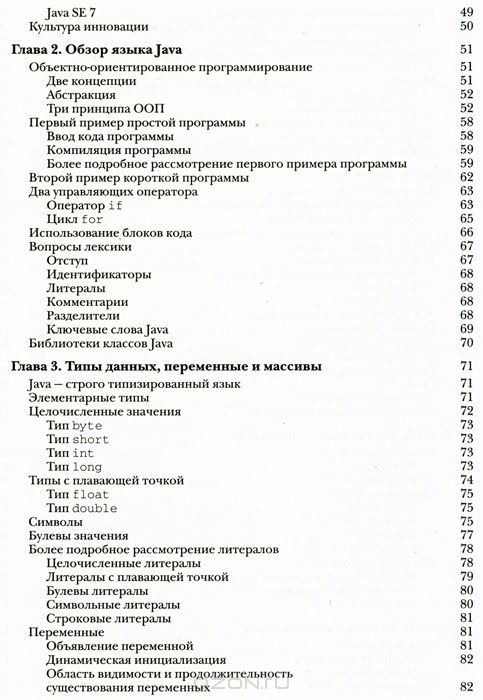 Java SE 7 49
Культура инновации 50
Глава 2. Обзор языка Java 51
Объектно-ориентированное программирование 51
Две концепции 51
Абстракция 52
Три принципа ООП 52
Первый пример простой программы 58
Ввод кода программы 58
Компиляция программы 59
Более подробное рассмотрение первого примера программы 59
Второй пример короткой программы 62
Два управляющих оператора 63
Оператор if 63
Цикл for 65
Использование блоков кода 66
Вопросы лексики 67
Отступ 67
Идентификаторы 68
Литералы 68
Комментарии 68
Разделители 68
Ключевые слова Java 69
Библиотеки классов Java 70
Глава 3. Типы данных, переменные и массивы 71
Java — строго типизированный язык 71
Элементарные типы 71
Целочисленные значения 72
Тип byte 73
Тип short 73
Тип int 73
Тип long 73
Типы с плавающей точкой 74
Тип float 75
Тип double 75
Символы 75
Булевы значения 77
Более подробное рассмотрение литералов 78
Целочисленные литералы 78
Литералы с плавающей точкой 79
Булевы литералы 80
Символьные литералы 80
Строковые литералы 81
Переменные 81
Объявление переменной 81
Динамическая инициализация 82
Область видимости и продолжительность
существования переменных 82
ozon.ru